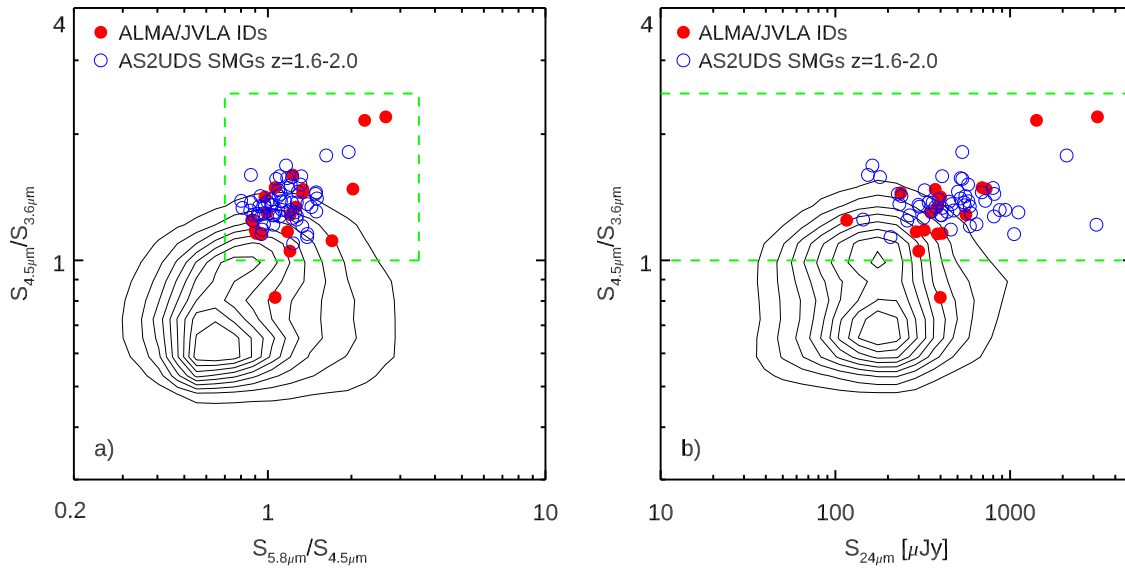 4
ALMA/JVLA IDs
AS2UDS SMGs z=1.6-2.0
1
S4.5μm/S3.6μm
a)
0.2
1
10
S5.8μm/S4.5μm
4
ALMA/JVLA IDs
AS2UDS SMGs z=1.6-2.0
1
S4.5μm/S3.6μm
b)
10
100
1000
S24μm [μJy]